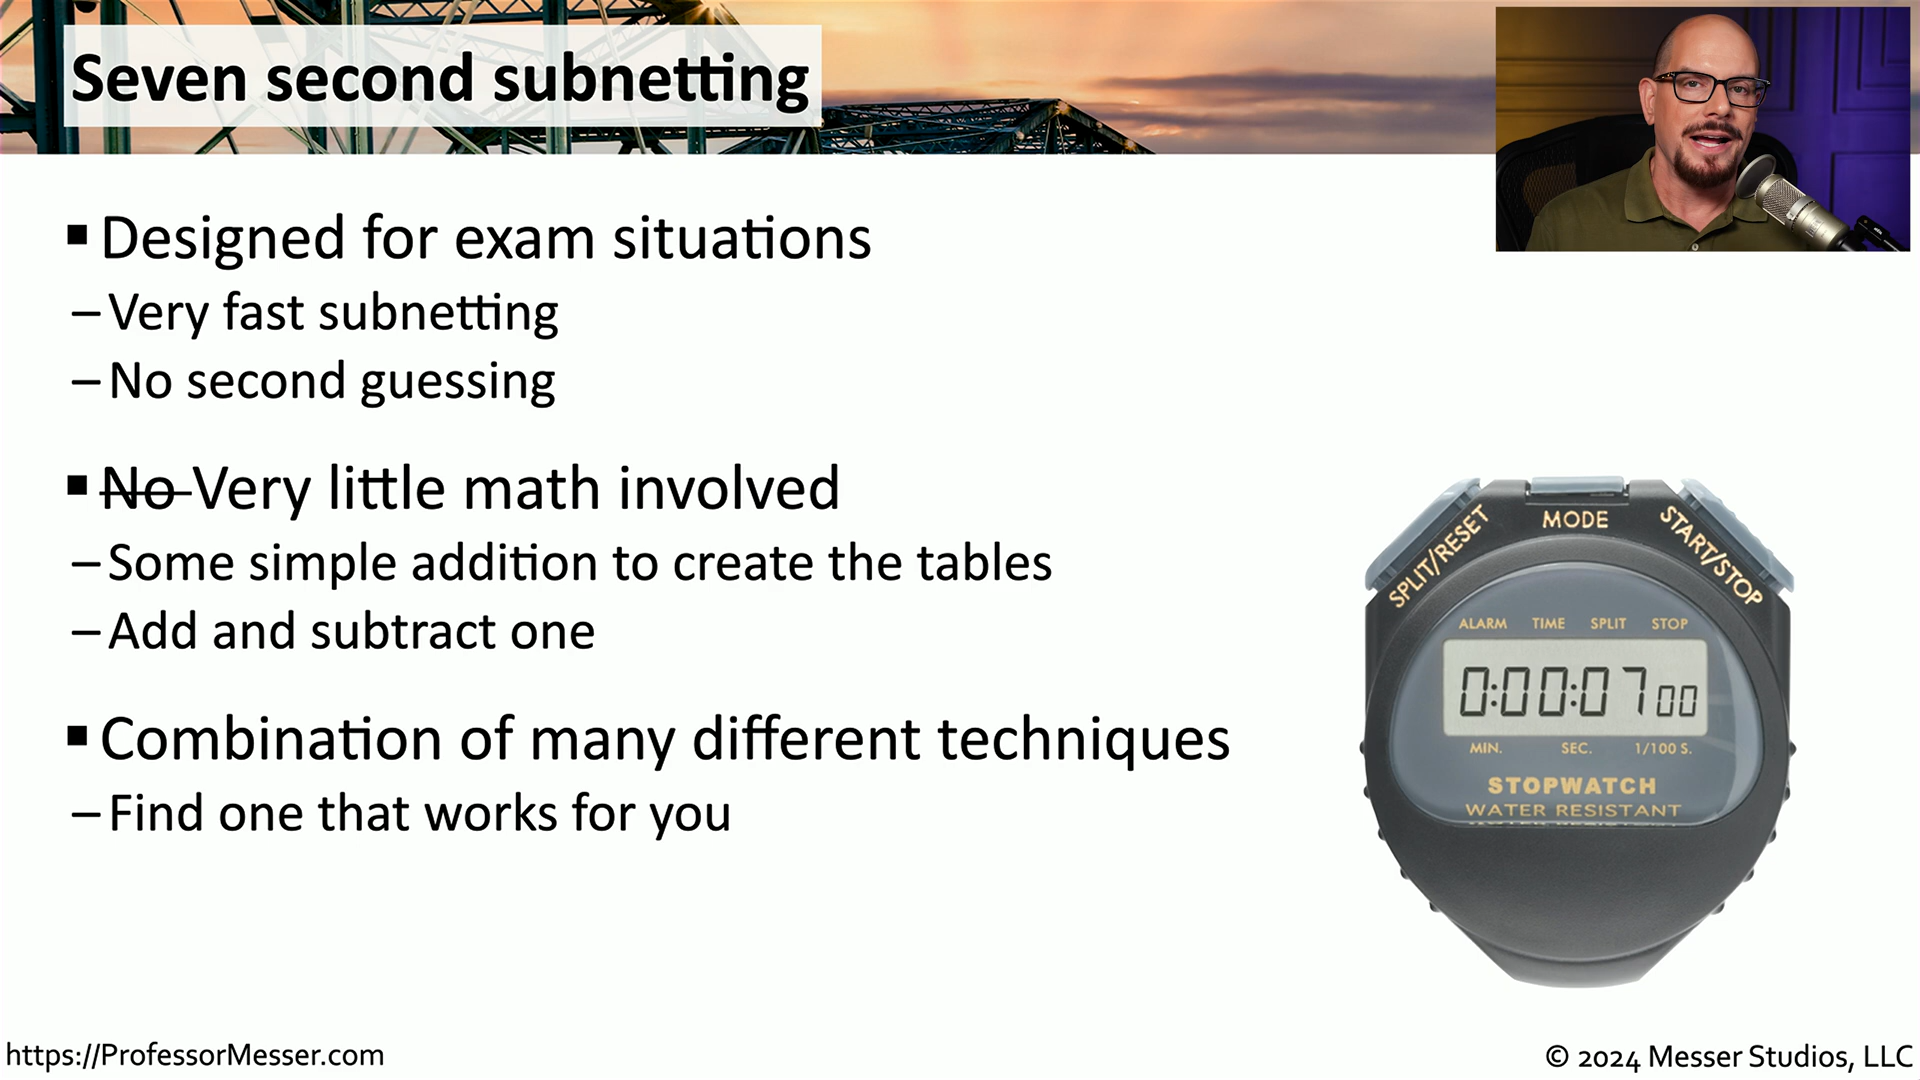 Seven second subnetting
▪ Designed for exam situations
– Very fast subnetting
– No second guessing
▪ No Very little math involved
– Some simple addition to create the tables
– Add and subtract one
▪ Combination of many different techniques
– Find one that works for you
SPLIT/RESET
MODE
START/STOP
ALARM TIME SPLIT STOP
0:00:07 00
MIN. SEC. 1/100 S.
STOPWATCH
WATER RESISTANT
https://ProfessorMesser.com
© 2024 Messer Studios, LLC